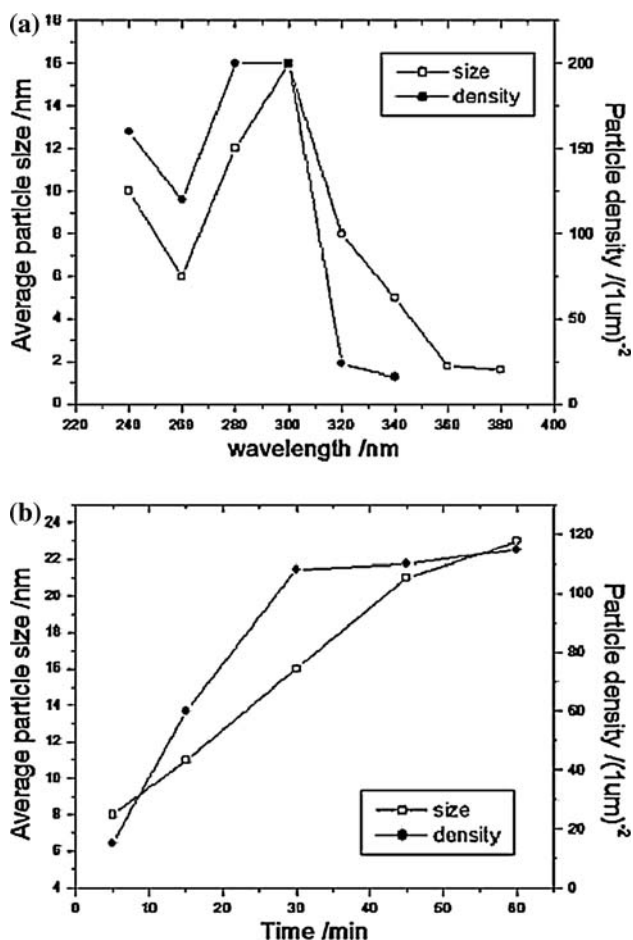 (a)
18
16
14
12
10
8
6
4
2
0
Average particle size /nm
size
density
200
150
100
50
0
Particle density /(1um)⁻²
220 240 260 280 300 320 340 360 380 400
wavelength /nm
(b)
24
22
20
18
16
14
12
10
8
6
4
Average particle size /nm
size
density
120
100
80
60
40
20
0
Particle density /(1um)⁻²
0 10 20 30 40 50 60
Time /min